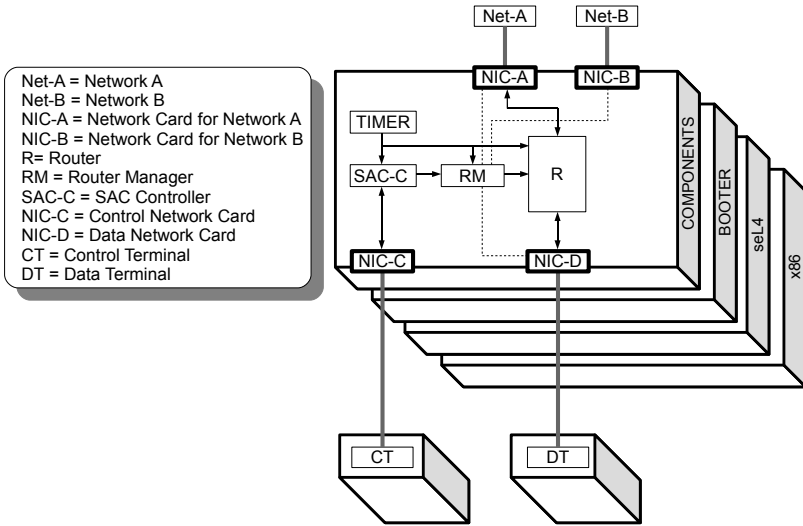 Net-A
Net-B
NIC-A
NIC-B
Net-A = Network A
Net-B = Network B
NIC-A = Network Card for Network A
NIC-B = Network Card for Network B
R= Router
RM = Router Manager
SAC-C = SAC Controller
NIC-C = Control Network Card
NIC-D = Data Network Card
CT = Control Terminal
DT = Data Terminal
TIMER
SAC-C
RM
R
NIC-C
NIC-D
COMPONENTS
BOOTER
seL4
x86
CT
DT